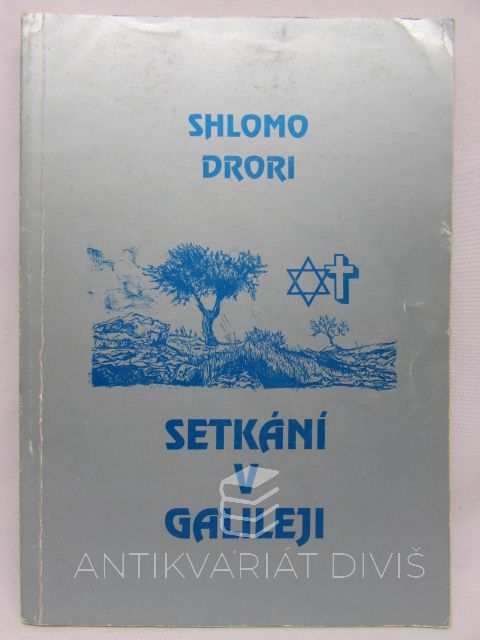 SHLOMO
DRORI
SETKÁNÍ
V
GALILEJI
ANTIKVARIÁT DIVIŠ